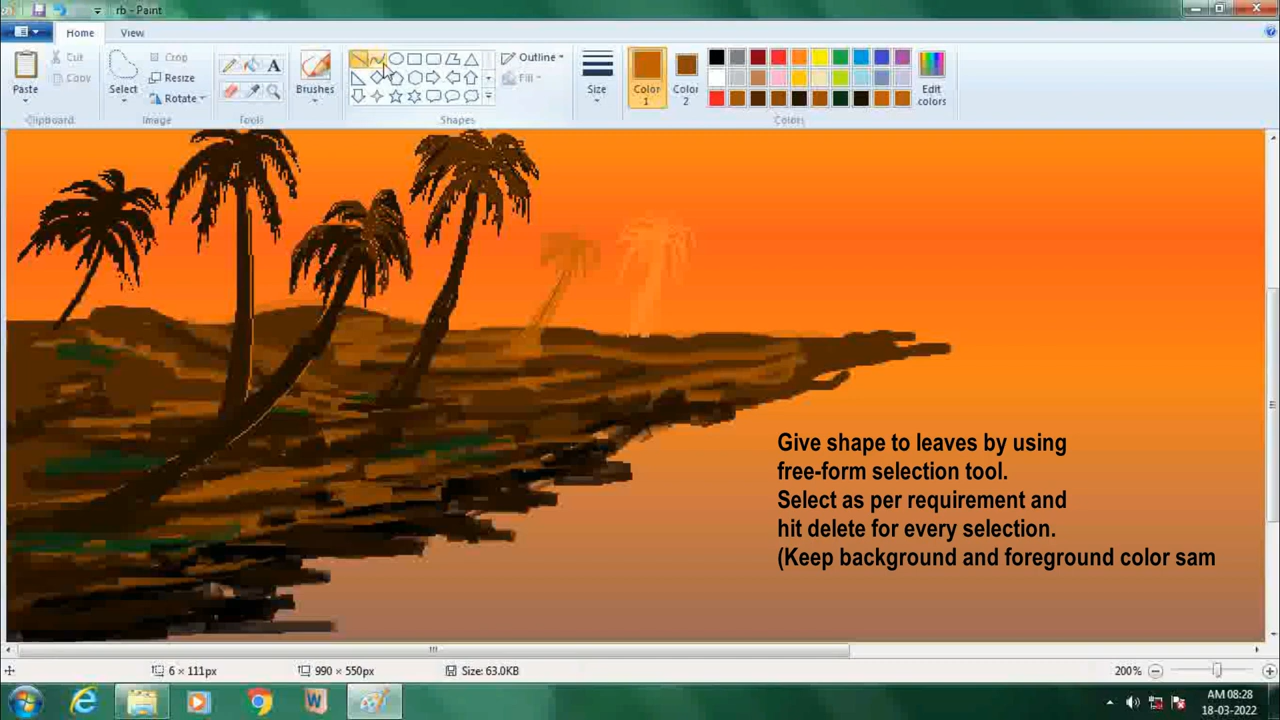 rb - Paint
Home View
Paste
Cut
Copy
Clipboard
Select
Crop
Resize
Rotate
Image
Tools
Brushes
Shapes
Outline
Fill
Size
Color 1
Color 2
Edit colors
Colors
Give shape to leaves by using
free-form selection tool.
Select as per requirement and
hit delete for every selection.
(Keep background and foreground color sam
6 × 111px
990 × 550px
Size: 63.0KB
200%
AM 08:28
18-03-2022